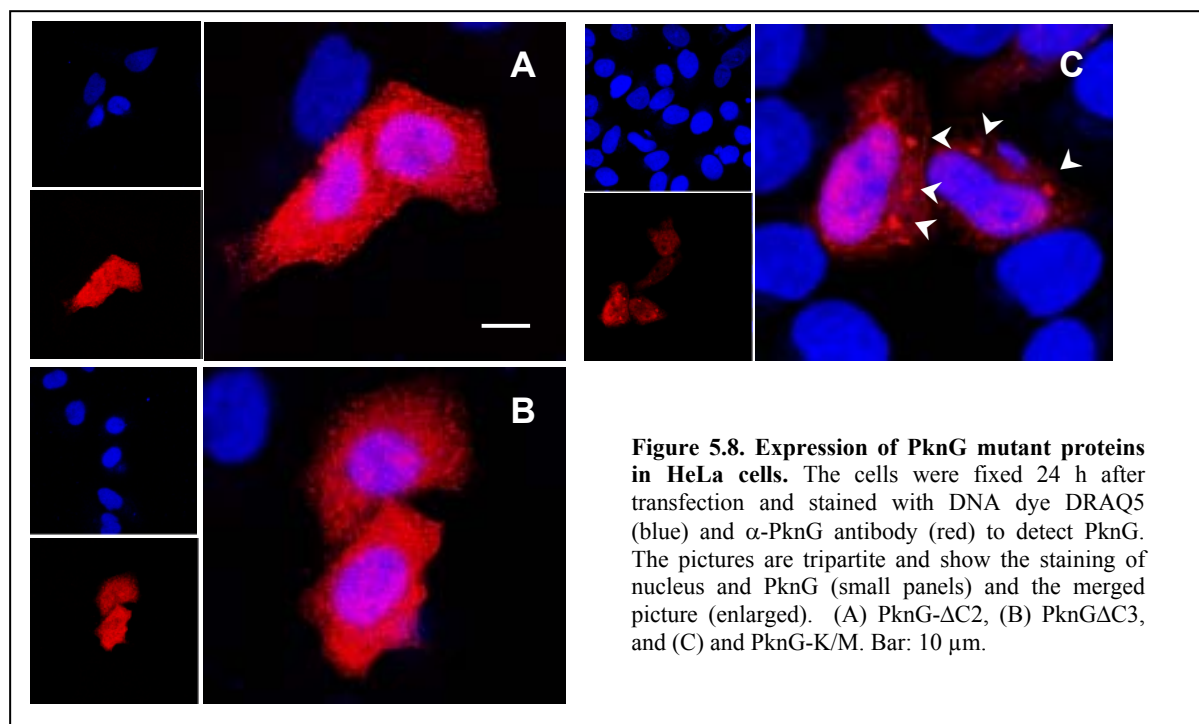 A
C
B
Figure 5.8. Expression of PknG mutant proteins
in HeLa cells. The cells were fixed 24 h after
transfection and stained with DNA dye DRAQ5
(blue) and α-PknG antibody (red) to detect PknG.
The pictures are tripartite and show the staining of
nucleus and PknG (small panels) and the merged
picture (enlarged). (A) PknG-ΔC2, (B) PknGΔC3,
and (C) and PknG-K/M. Bar: 10 µm.